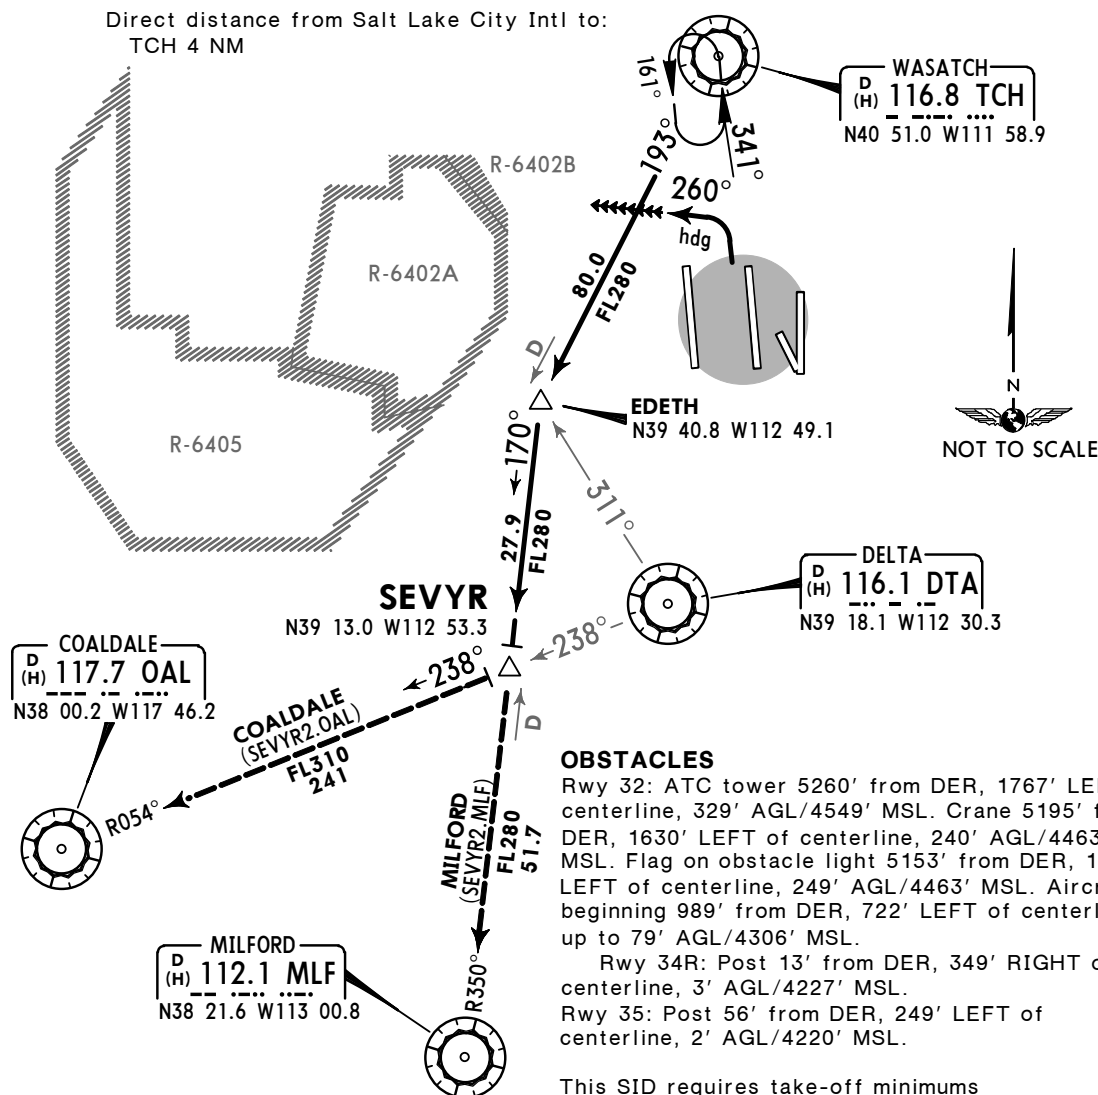 Direct distance from Salt Lake City Intl to:
TCH 4 NM
WASATCH
D
(H) 116.8 TCH
N40 51.0 W111 58.9
161°
341°
193°
260°
hdg
R-6402B
R-6402A
R-6405
80.0
FL280
D
EDETH
N39 40.8 W112 49.1
N
NOT TO SCALE
170°
311°
27.9
FL280
DELTA
D
(H) 116.1 DTA
N39 18.1 W112 30.3
SEVYR
N39 13.0 W112 53.3
238°
238°
COALDALE
D
(H) 117.7 OAL
N38 00.2 W117 46.2
COALDALE
(SEVYR2.OAL)
FL310
241
R054°
D
MILFORD
(SEVYR2.MLF)
FL280
51.7
R350°
MILFORD
D
(H) 112.1 MLF
N38 21.6 W113 00.8
OBSTACLES
Rwy 32: ATC tower 5260' from DER, 1767'
centerline, 329' AGL/4549' MSL. Crane 5195'
DER, 1630' LEFT of centerline, 240' AGL/4463
MSL. Flag on obstacle light 5153' from DER,
LEFT of centerline, 249' AGL/4463' MSL.
beginning 989' from DER, 722' LEFT of
up to 79' AGL/4306' MSL.
Rwy 34R: Post 13' from DER, 349' RIGHT
centerline, 3' AGL/4227' MSL.
Rwy 35: Post 56' from DER, 249' LEFT of
centerline, 2' AGL/4220' MSL.
This SID requires take-off minimums